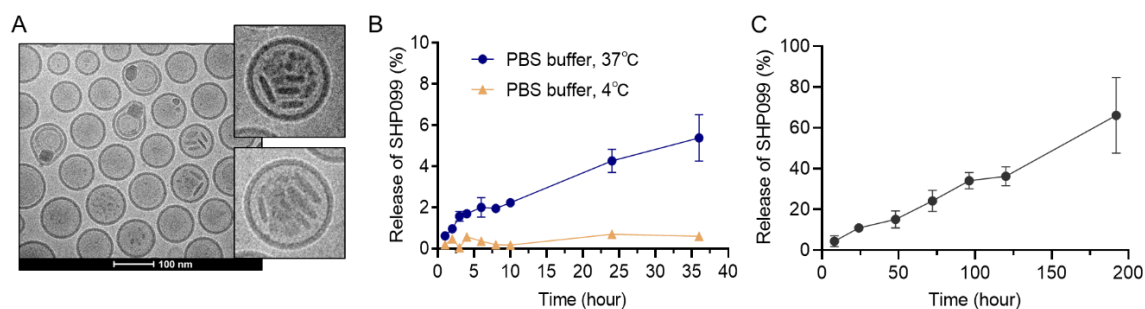 A
100 nm
B
Release of SHP099 (%)
10
8
6
4
2
0
PBS buffer, 37°C
PBS buffer, 4°C
0 5 10 15 20 25 30 35 40
Time (hour)
C
Release of SHP099 (%)
100
80
60
40
20
0
0 50 100 150 200
Time (hour)